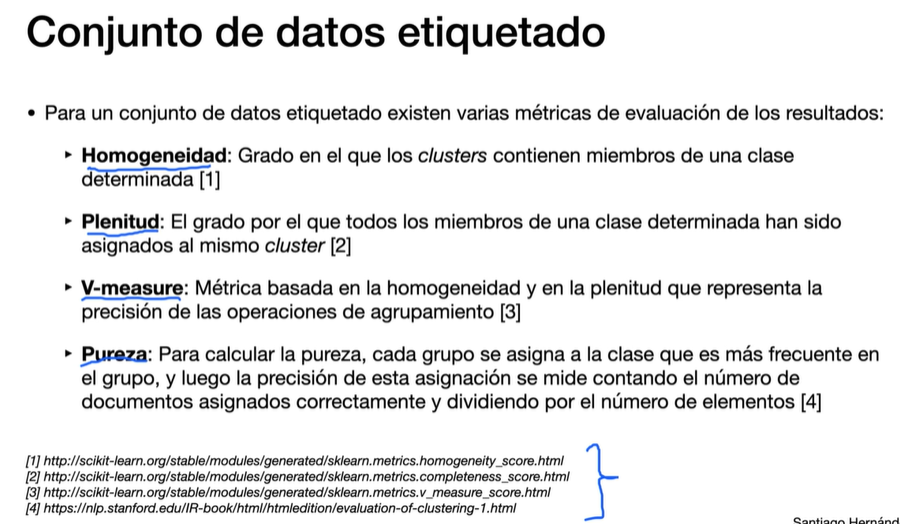 Conjunto de datos etiquetado
• Para un conjunto de datos etiquetado existen varias métricas de evaluación de los resultados:
‣ Homogeneidad: Grado en el que los clusters contienen miembros de una clase
determinada [1]
‣ Plenitud: El grado por el que todos los miembros de una clase determinada han sido
asignados al mismo cluster [2]
‣ V-measure: Métrica basada en la homogeneidad y en la plenitud que representa la
precisión de las operaciones de agrupamiento [3]
‣ Pureza: Para calcular la pureza, cada grupo se asigna a la clase que es más frecuente en
el grupo, y luego la precisión de esta asignación se mide contando el número de
documentos asignados correctamente y dividiendo por el número de elementos [4]
[1] http://scikit-learn.org/stable/modules/generated/sklearn.metrics.homogeneity_score.html
[2] http://scikit-learn.org/stable/modules/generated/sklearn.metrics.completeness_score.html
[3] http://scikit-learn.org/stable/modules/generated/sklearn.metrics.v_measure_score.html
[4] https://nlp.stanford.edu/IR-book/html/htmledition/evaluation-of-clustering-1.html
Santiago Hernánd